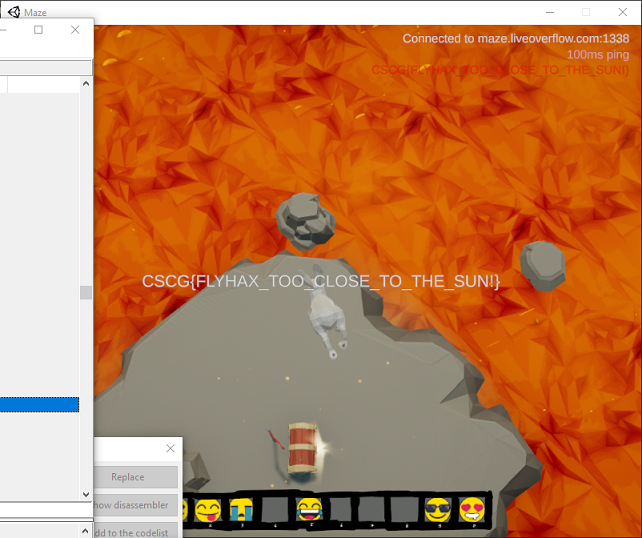 Maze
Connected to maze.liveoverflow.com:1338
100ms ping
CSCG{FLYHAX_TOO_CLOSE_TO_THE_SUN!}
CSCG{FLYHAX_TOO_CLOSE_TO_THE_SUN!}
Replace
how disassembler
dd to the codelist